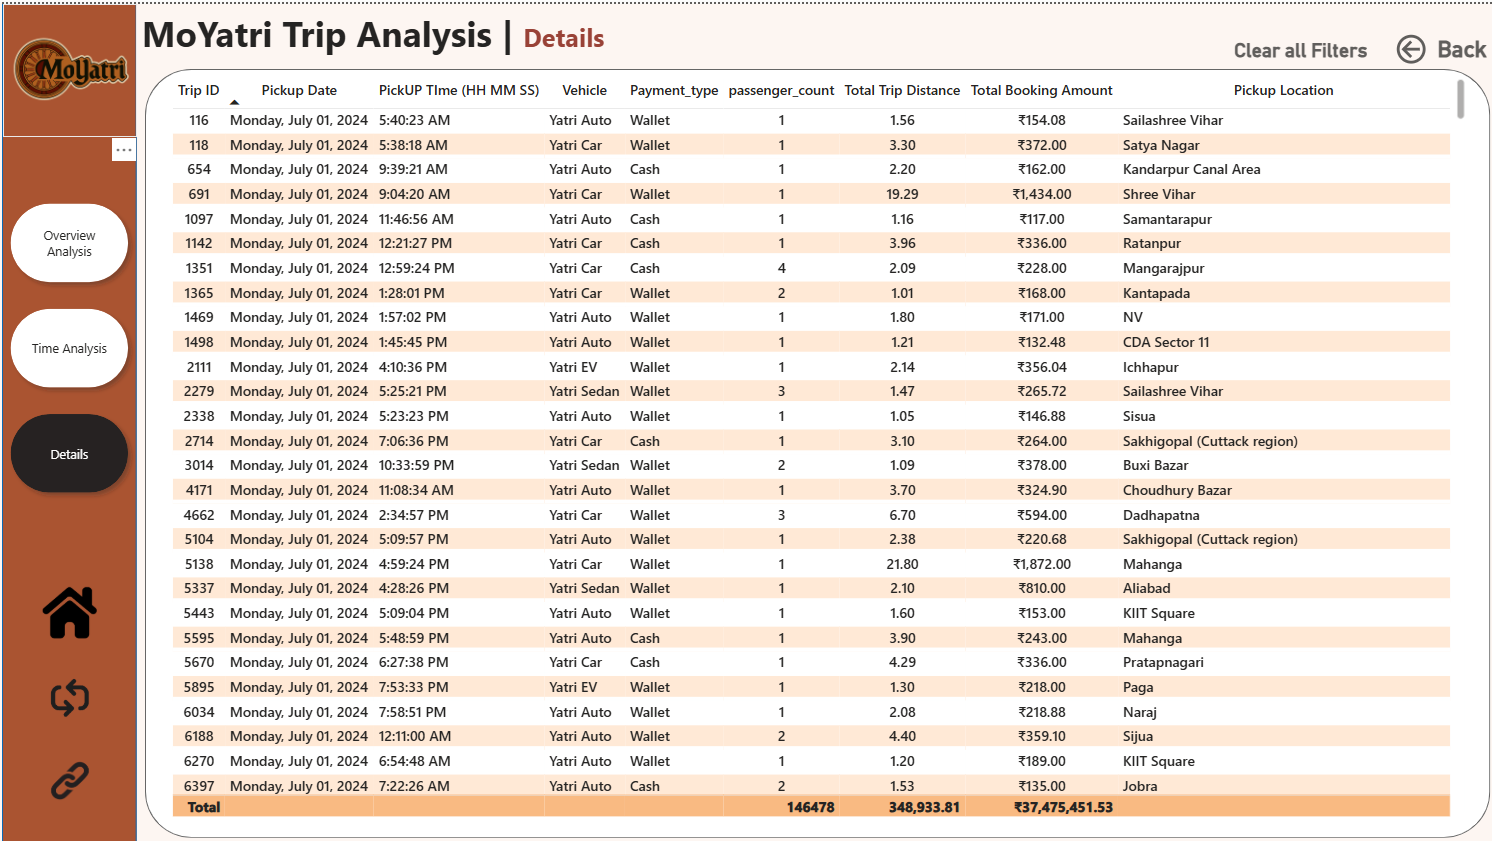 MoYatri
MoYatri Trip Analysis | Details
Clear all Filters
Back
Overview
Analysis
Time Analysis
Details
Trip ID Pickup Date PickUP TIme (HH MM SS) Vehicle Payment_type passenger_count Total Trip Distance Total Booking Amount Pickup Location
116 Monday, July 01, 2024 5:40:23 AM Yatri Auto Wallet 1 1.56 ₹154.08 Sailashree Vihar
118 Monday, July 01, 2024 5:38:18 AM Yatri Car Wallet 1 3.30 ₹372.00 Satya Nagar
654 Monday, July 01, 2024 9:39:21 AM Yatri Auto Cash 1 2.20 ₹162.00 Kandarpur Canal Area
691 Monday, July 01, 2024 9:04:20 AM Yatri Car Wallet 1 19.29 ₹1,434.00 Shree Vihar
1097 Monday, July 01, 2024 11:46:56 AM Yatri Auto Cash 1 1.16 ₹117.00 Samantarapur
1142 Monday, July 01, 2024 12:21:27 PM Yatri Car Cash 1 3.96 ₹336.00 Ratanpur
1351 Monday, July 01, 2024 12:59:24 PM Yatri Car Cash 4 2.09 ₹228.00 Mangarajpur
1365 Monday, July 01, 2024 1:28:01 PM Yatri Car Wallet 2 1.01 ₹168.00 Kantapada
1469 Monday, July 01, 2024 1:57:02 PM Yatri Auto Wallet 1 1.80 ₹171.00 NV
1498 Monday, July 01, 2024 1:45:45 PM Yatri Auto Wallet 1 1.21 ₹132.48 CDA Sector 11
2111 Monday, July 01, 2024 4:10:36 PM Yatri EV Wallet 1 2.14 ₹356.04 Ichhapur
2279 Monday, July 01, 2024 5:25:21 PM Yatri Sedan Wallet 3 1.47 ₹265.72 Sailashree Vihar
2338 Monday, July 01, 2024 5:23:23 PM Yatri Auto Wallet 1 1.05 ₹146.88 Sisua
2714 Monday, July 01, 2024 7:06:36 PM Yatri Car Cash 1 3.10 ₹264.00 Sakhigopal (Cuttack region)
3014 Monday, July 01, 2024 10:33:59 PM Yatri Sedan Wallet 2 1.09 ₹378.00 Buxi Bazar
4171 Monday, July 01, 2024 11:08:34 AM Yatri Auto Wallet 1 3.70 ₹324.90 Choudhury Bazar
4662 Monday, July 01, 2024 2:34:57 PM Yatri Car Wallet 3 6.70 ₹594.00 Dadhapatna
5104 Monday, July 01, 2024 5:09:57 PM Yatri Auto Wallet 1 2.38 ₹220.68 Sakhigopal (Cuttack region)
5138 Monday, July 01, 2024 4:59:24 PM Yatri Car Wallet 1 21.80 ₹1,872.00 Mahanga
5337 Monday, July 01, 2024 4:28:26 PM Yatri Sedan Wallet 1 2.10 ₹810.00 Aliabad
5443 Monday, July 01, 2024 5:09:04 PM Yatri Auto Wallet 1 1.60 ₹153.00 KIIT Square
5595 Monday, July 01, 2024 5:48:59 PM Yatri Auto Cash 1 3.90 ₹243.00 Mahanga
5670 Monday, July 01, 2024 6:27:38 PM Yatri Car Cash 1 4.29 ₹336.00 Pratapnagari
5895 Monday, July 01, 2024 7:53:33 PM Yatri EV Wallet 1 1.30 ₹218.00 Paga
6034 Monday, July 01, 2024 7:58:51 PM Yatri Auto Wallet 1 2.08 ₹218.88 Naraj
6188 Monday, July 01, 2024 12:11:00 AM Yatri Auto Wallet 2 4.40 ₹359.10 Sijua
6270 Monday, July 01, 2024 6:54:48 AM Yatri Auto Wallet 1 1.20 ₹189.00 KIIT Square
6397 Monday, July 01, 2024 7:22:26 AM Yatri Auto Cash 2 1.53 ₹135.00 Jobra
Total 146478 348,933.81 ₹37,475,451.53